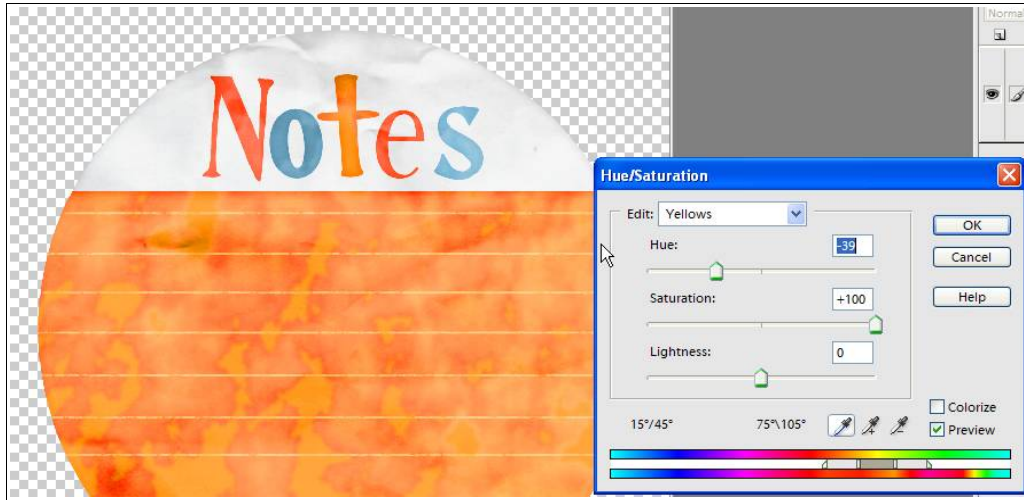 Normal
Notes
Hue/Saturation
Edit: Yellows
OK
Hue:
-39
Cancel
Saturation:
+100
Help
Lightness:
0
Colorize
15°/45°
75°\105°
Preview